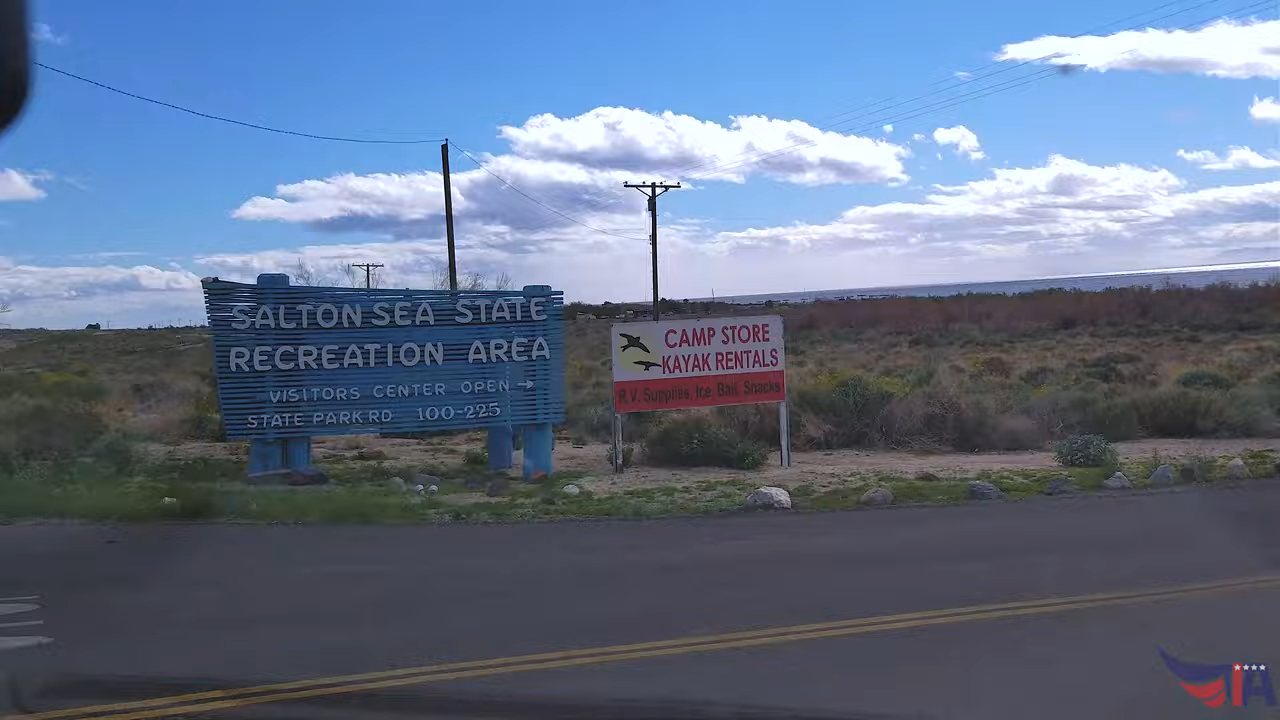 SALTON SEA STATE
RECREATION AREA
VISITORS CENTER OPEN →
STATE PARK RD 100-225
CAMP STORE
KAYAK RENTALS
R.V. Supplies, Ice, Bait, Snacks
TA